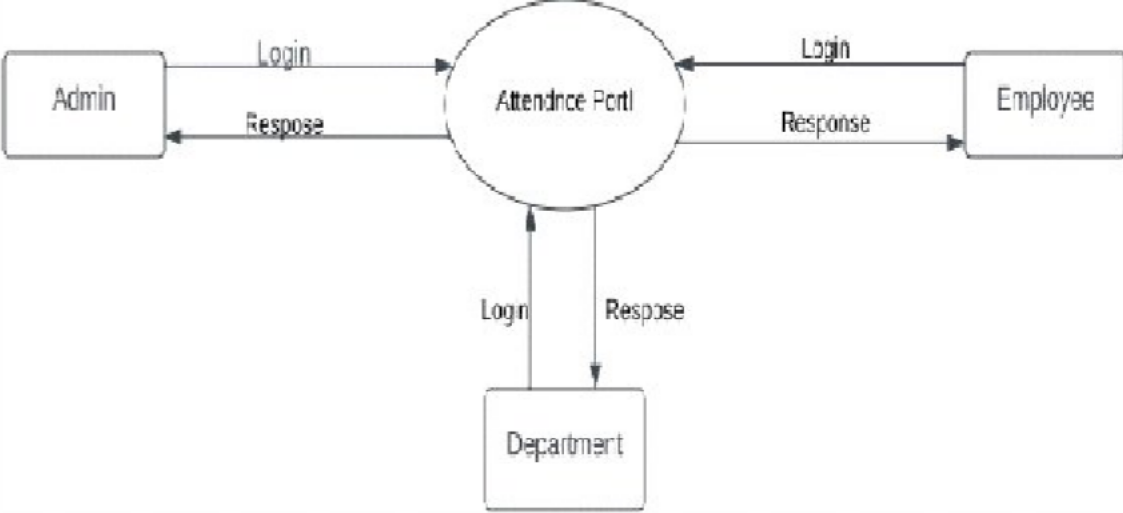 Login
Login
Admin
Attendnce Portl
Employee
Respose
Response
Login
Respose
Department